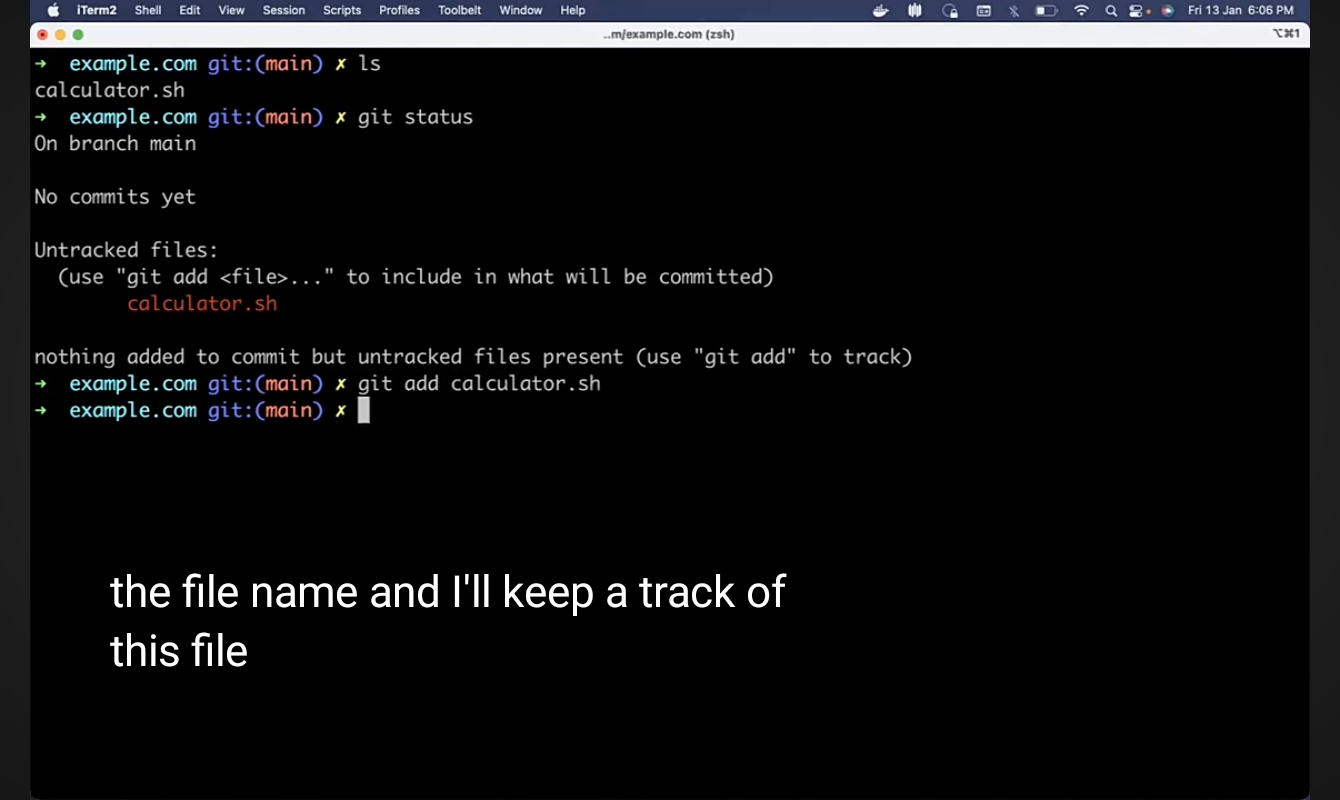 iTerm2 Shell Edit View Session Scripts Profiles Toolbelt Window Help Fri 13 Jan 6:06 PM
..m/example.com (zsh) ⌥⌘1
➜ example.com git:(main) ✗ ls
calculator.sh
➜ example.com git:(main) ✗ git status
On branch main
No commits yet
Untracked files:
(use "git add <file>..." to include in what will be committed)
calculator.sh
nothing added to commit but untracked files present (use "git add" to track)
➜ example.com git:(main) ✗ git add calculator.sh
➜ example.com git:(main) ✗
the file name and I'll keep a track of
this file